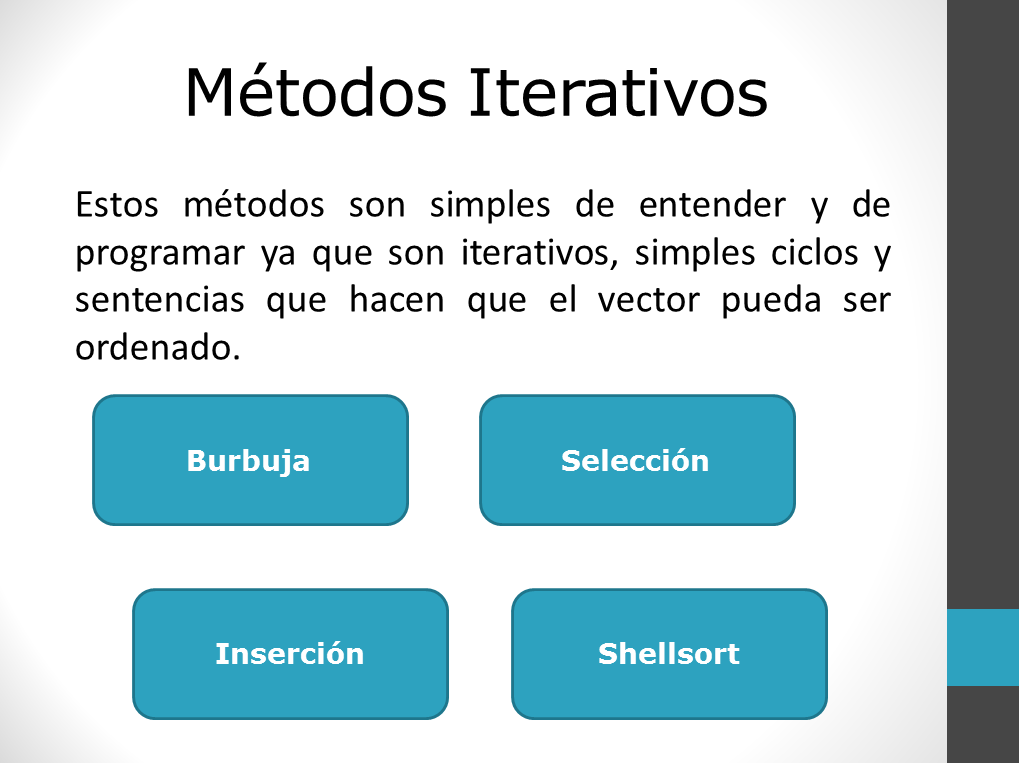 Métodos Iterativos
Estos métodos son simples de entender y de
programar ya que son iterativos, simples ciclos y
sentencias que hacen que el vector pueda ser
ordenado.
Burbuja
Selección
Inserción
Shellsort